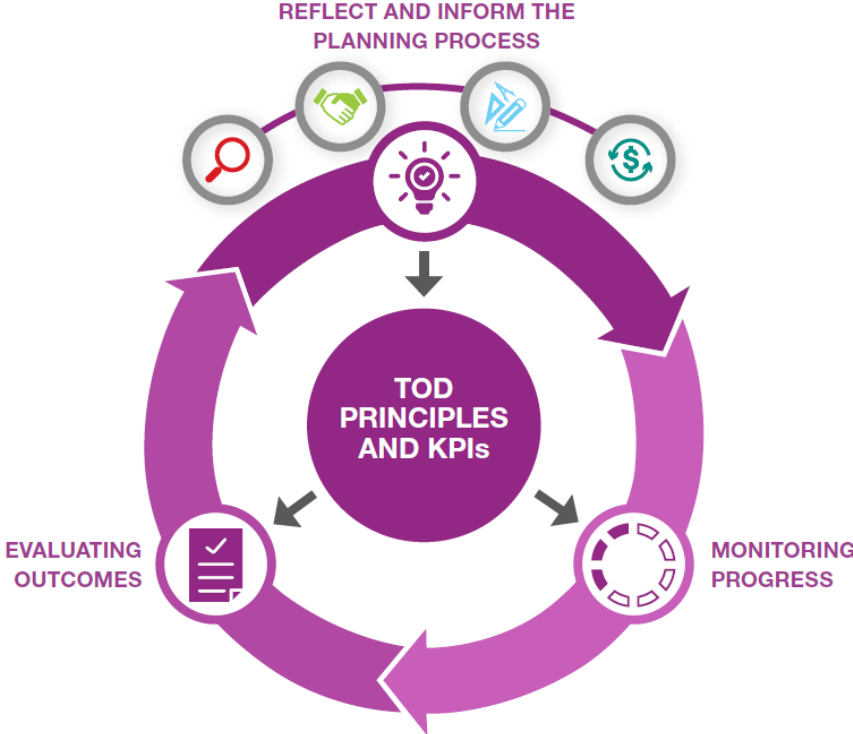 REFLECT AND INFORM THE
PLANNING PROCESS
$
TOD
PRINCIPLES
AND KPIs
EVALUATING
OUTCOMES
MONITORING
PROGRESS